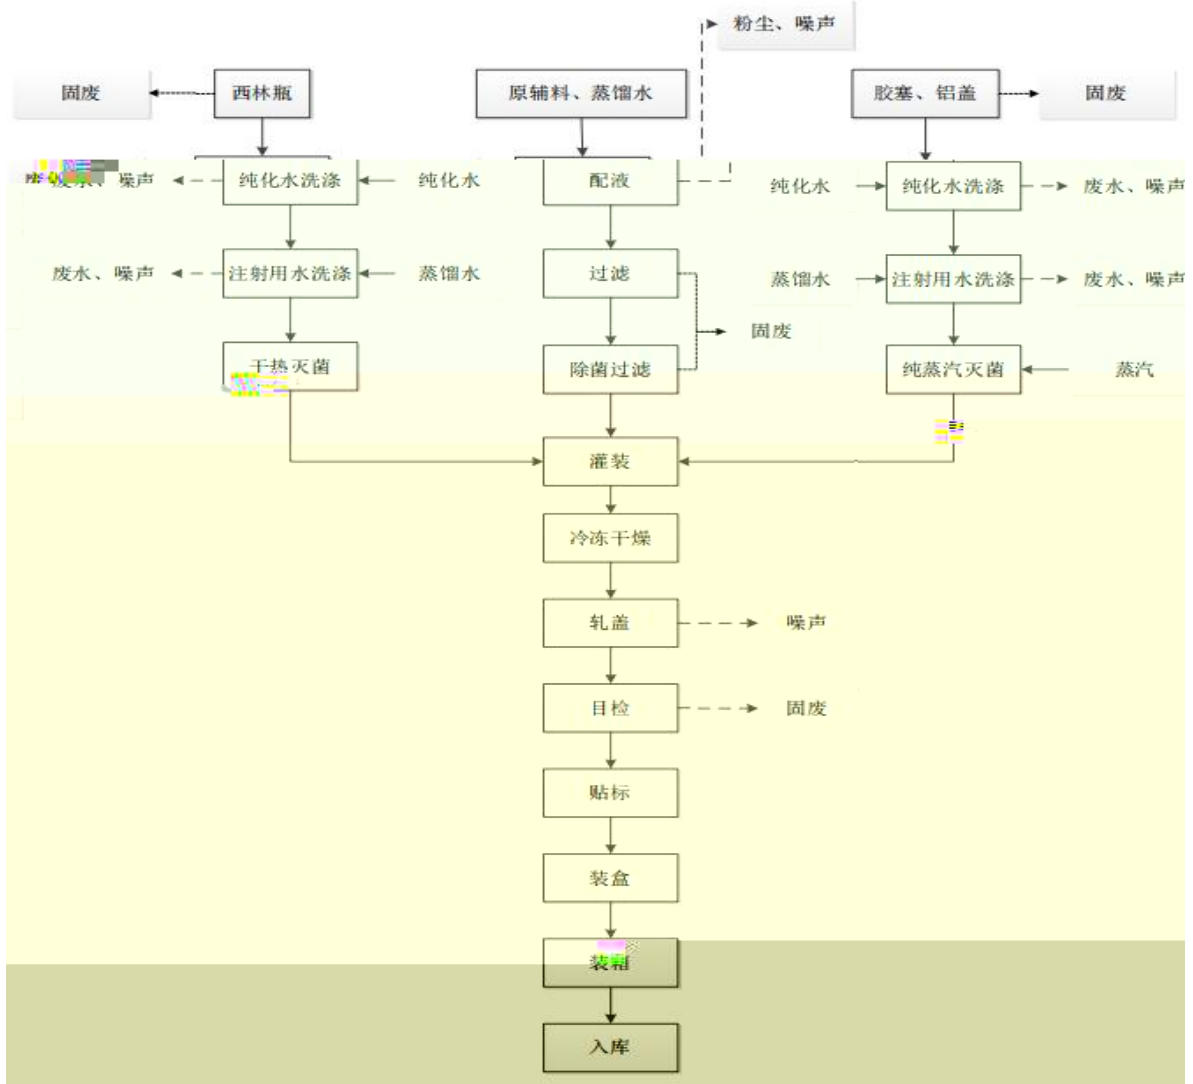 粉尘、噪声
固废
西林瓶
原辅料、蒸馏水
胶塞、铝盖
固废
废水、噪声
纯化水洗涤
纯化水
配液
纯化水
纯化水洗涤
废水、噪声
废水、噪声
注射用水洗涤
蒸馏水
过滤
蒸馏水
注射用水洗涤
废水、噪声
固废
干热灭菌
除菌过滤
纯蒸汽灭菌
蒸汽
灌装
冷冻干燥
轧盖
噪声
目检
固废
贴标
装盒
装箱
入库